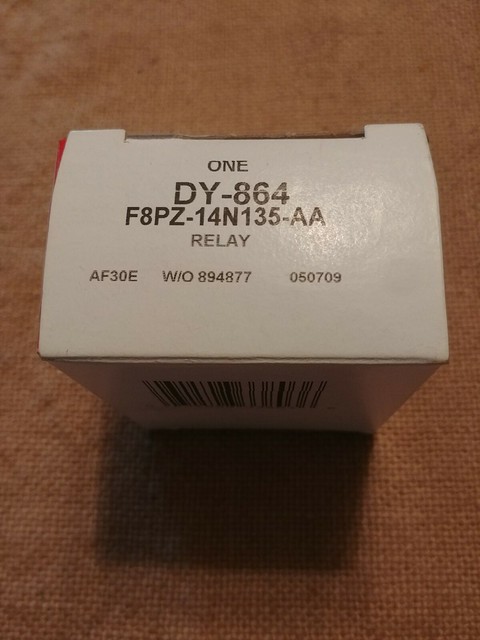 ONE
DY-864
F8PZ-14N135-AA
RELAY
AF30E W/O 894877 050709